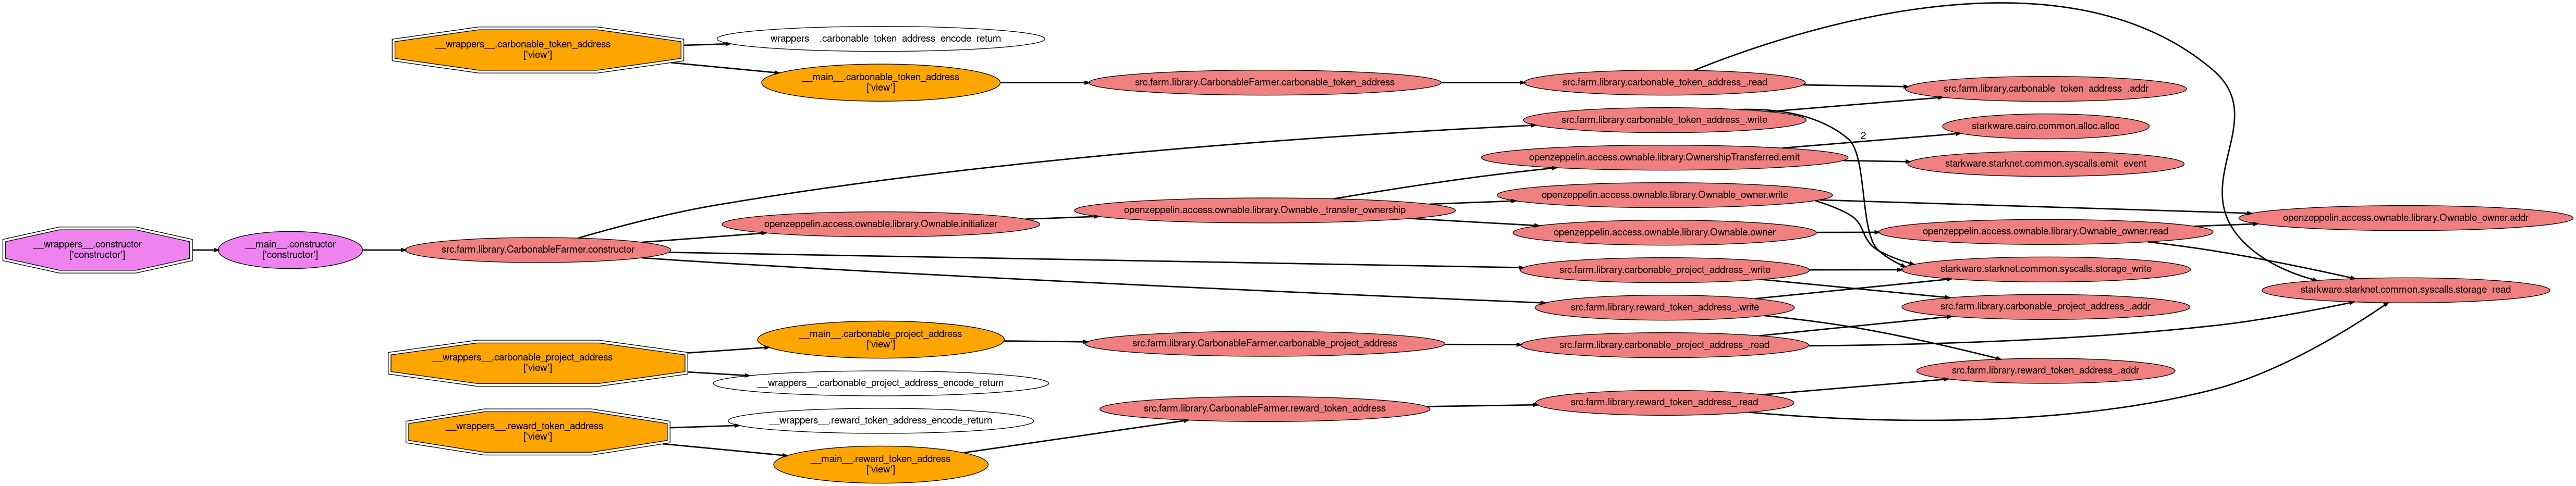 __wrappers__.carbonable_token_address
['view']
__wrappers__.carbonable_token_address_encode_return
__main__.carbonable_token_address
['view']
src.farm.library.CarbonableFarmer.carbonable_token_address
src.farm.library.carbonable_token_address_.read
src.farm.library.carbonable_token_address_.addr
src.farm.library.carbonable_token_address_.write
2
starkware.cairo.common.alloc.alloc
openzeppelin.access.ownable.library.OwnershipTransferred.emit
starkware.starknet.common.syscalls.emit_event
openzeppelin.access.ownable.library.Ownable_owner.write
openzeppelin.access.ownable.library.Ownable._transfer_ownership
openzeppelin.access.ownable.library.Ownable_owner.addr
openzeppelin.access.ownable.library.Ownable.initializer
openzeppelin.access.ownable.library.Ownable.owner
openzeppelin.access.ownable.library.Ownable_owner.read
__wrappers__.constructor
['constructor']
__main__.constructor
['constructor']
src.farm.library.CarbonableFarmer.constructor
src.farm.library.carbonable_project_address_.write
starkware.starknet.common.syscalls.storage_write
starkware.starknet.common.syscalls.storage_read
src.farm.library.reward_token_address_.write
src.farm.library.carbonable_project_address_.addr
__main__.carbonable_project_address
['view']
src.farm.library.CarbonableFarmer.carbonable_project_address
src.farm.library.carbonable_project_address_.read
__wrappers__.carbonable_project_address
['view']
__wrappers__.carbonable_project_address_encode_return
src.farm.library.reward_token_address_.addr
src.farm.library.CarbonableFarmer.reward_token_address
src.farm.library.reward_token_address_.read
__wrappers__.reward_token_address_encode_return
__wrappers__.reward_token_address
['view']
__main__.reward_token_address
['view']